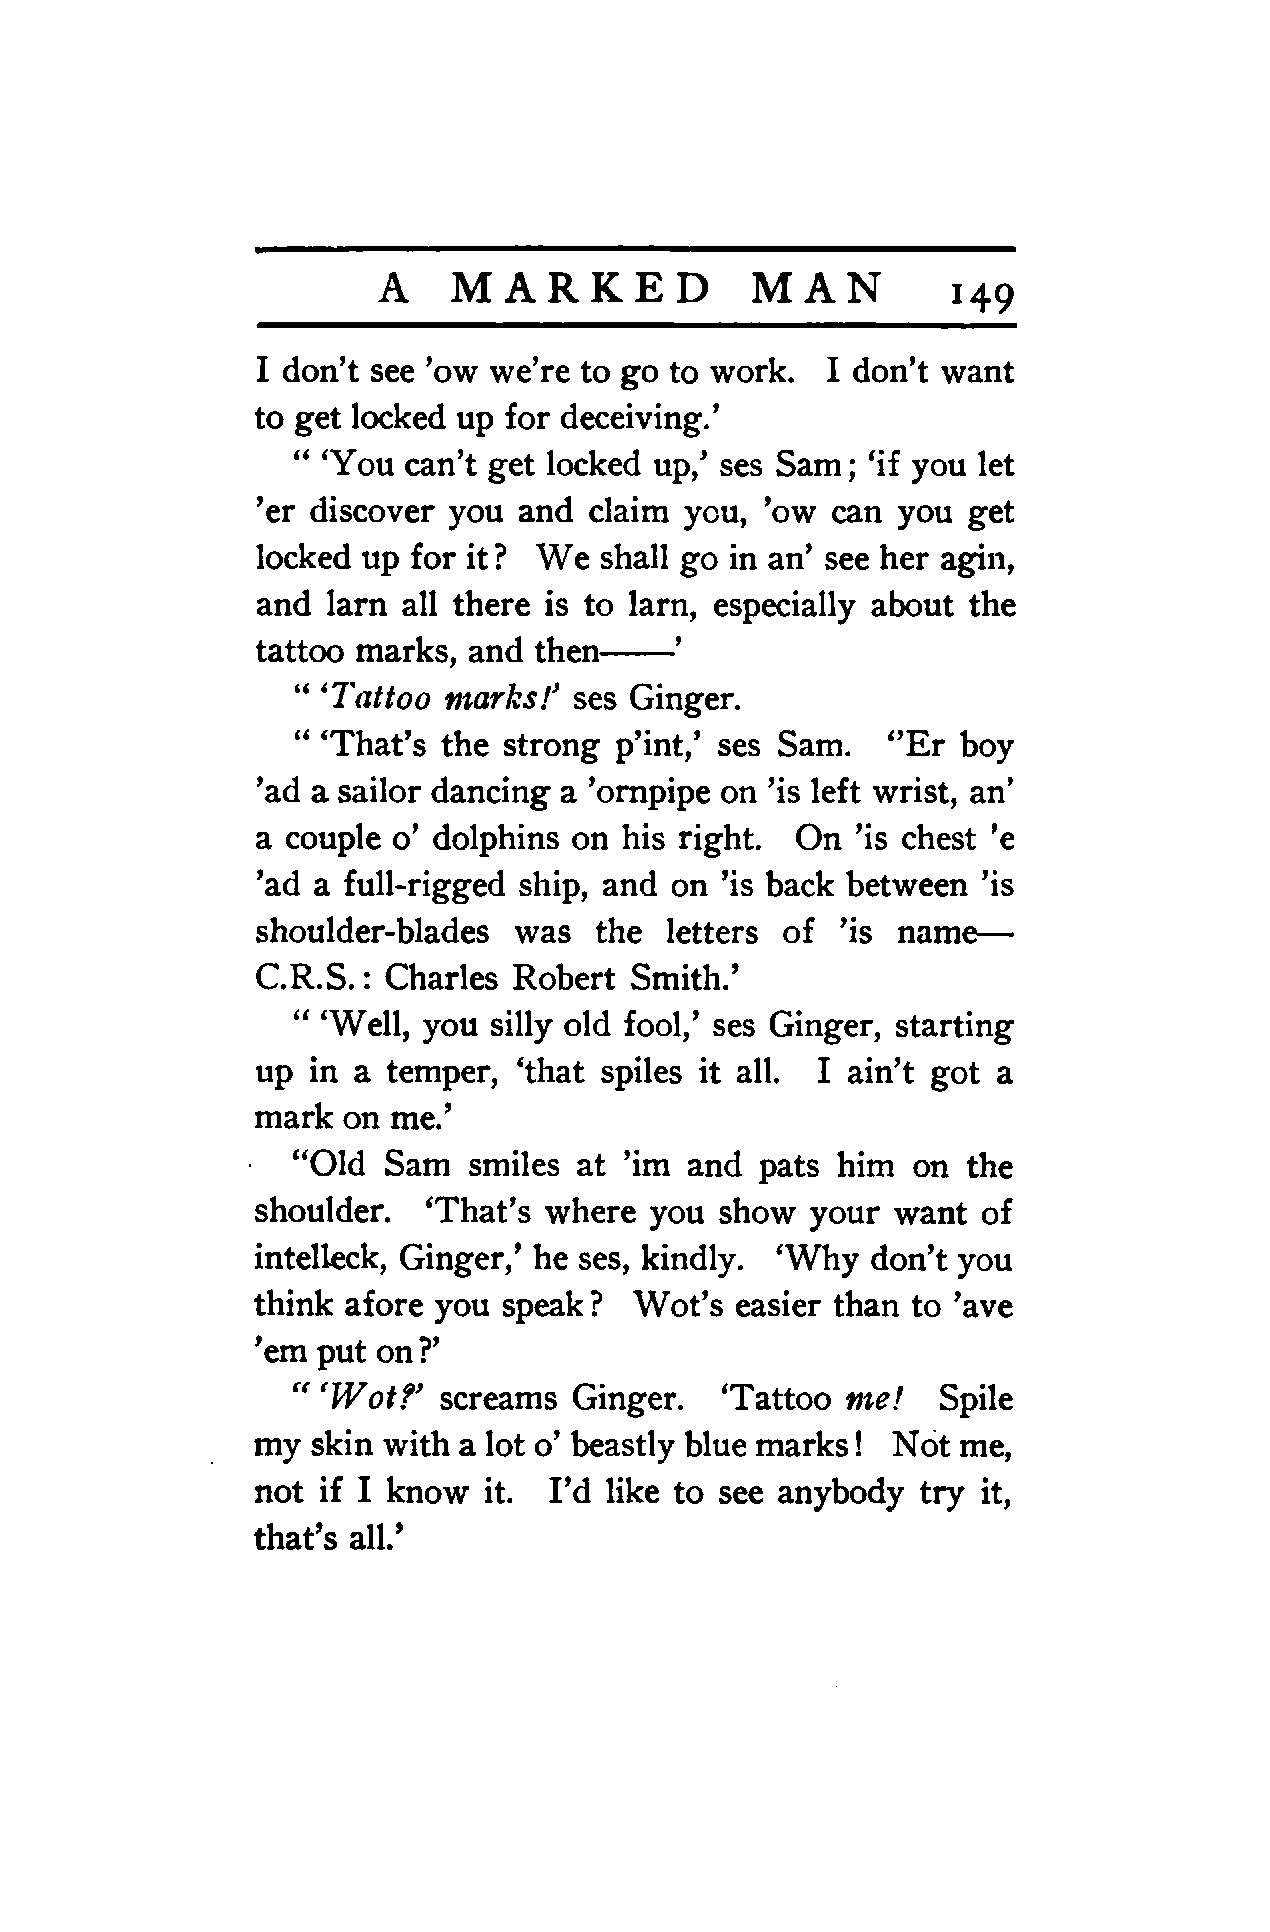 A MARKED MAN 149
I don't see 'ow we're to go to work. I don't want
to get locked up for deceiving.'
" 'You can't get locked up,' ses Sam; 'if you let
'er discover you and claim you, 'ow can you get
locked up for it? We shall go in an' see her agin,
and larn all there is to larn, especially about the
tattoo marks, and then——'
" 'Tattoo marks!' ses Ginger.
" 'That's the strong p'int,' ses Sam. ''Er boy
'ad a sailor dancing a 'ornpipe on 'is left wrist, an'
a couple o' dolphins on his right. On 'is chest 'e
'ad a full-rigged ship, and on 'is back between 'is
shoulder-blades was the letters of 'is name—
C.R.S.: Charles Robert Smith.'
" 'Well, you silly old fool,' ses Ginger, starting
up in a temper, 'that spiles it all. I ain't got a
mark on me.'
"Old Sam smiles at 'im and pats him on the
shoulder. 'That's where you show your want of
intelleck, Ginger,' he ses, kindly. 'Why don't you
think afore you speak? Wot's easier than to 'ave
'em put on?'
" 'Wot?' screams Ginger. 'Tattoo me! Spile
my skin with a lot o' beastly blue marks! Not me,
not if I know it. I'd like to see anybody try it,
that's all.'